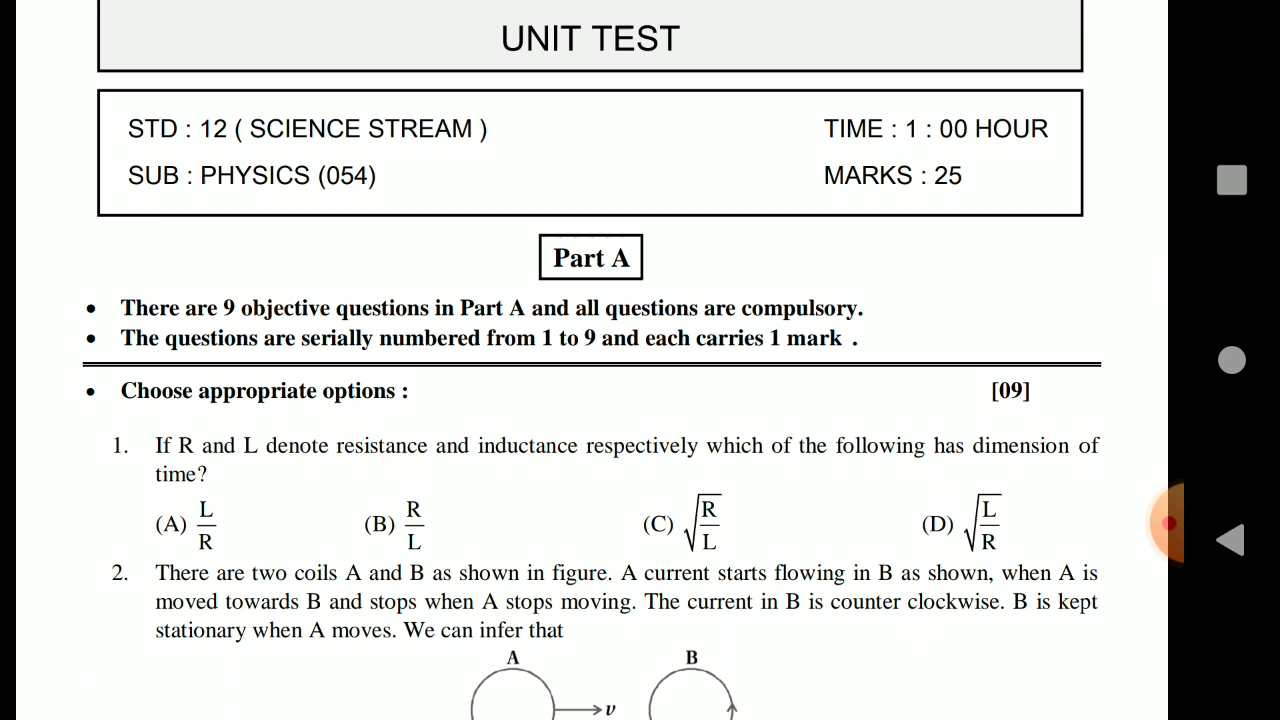 UNIT TEST
STD : 12 ( SCIENCE STREAM )
TIME : 1 : 00 HOUR
SUB : PHYSICS (054)
MARKS : 25
Part A
• There are 9 objective questions in Part A and all questions are compulsory.
• The questions are serially numbered from 1 to 9 and each carries 1 mark .
• Choose appropriate options : [09]
1. If R and L denote resistance and inductance respectively which of the following has dimension of
time?
(A) L/R (B) R/L (C) √(R/L) (D) √(L/R)
2. There are two coils A and B as shown in figure. A current starts flowing in B as shown, when A is
moved towards B and stops when A stops moving. The current in B is counter clockwise. B is kept
stationary when A moves. We can infer that
A B
υ